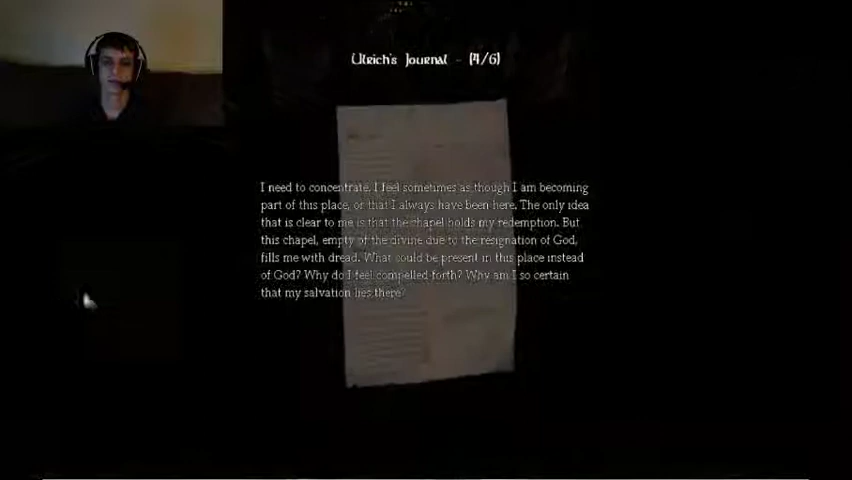 Ulrich's Journal - (4/6)
I need to concentrate. I feel sometimes as though I am becoming
part of this place, or that I always have been here. The only idea
that is clear to me is that the chapel holds my redemption. But
this chapel, empty of the divine due to the resignation of God,
fills me with dread. What could be present in this place instead
of God? Why do I feel compelled forth? Why am I so certain
that my salvation lies there?